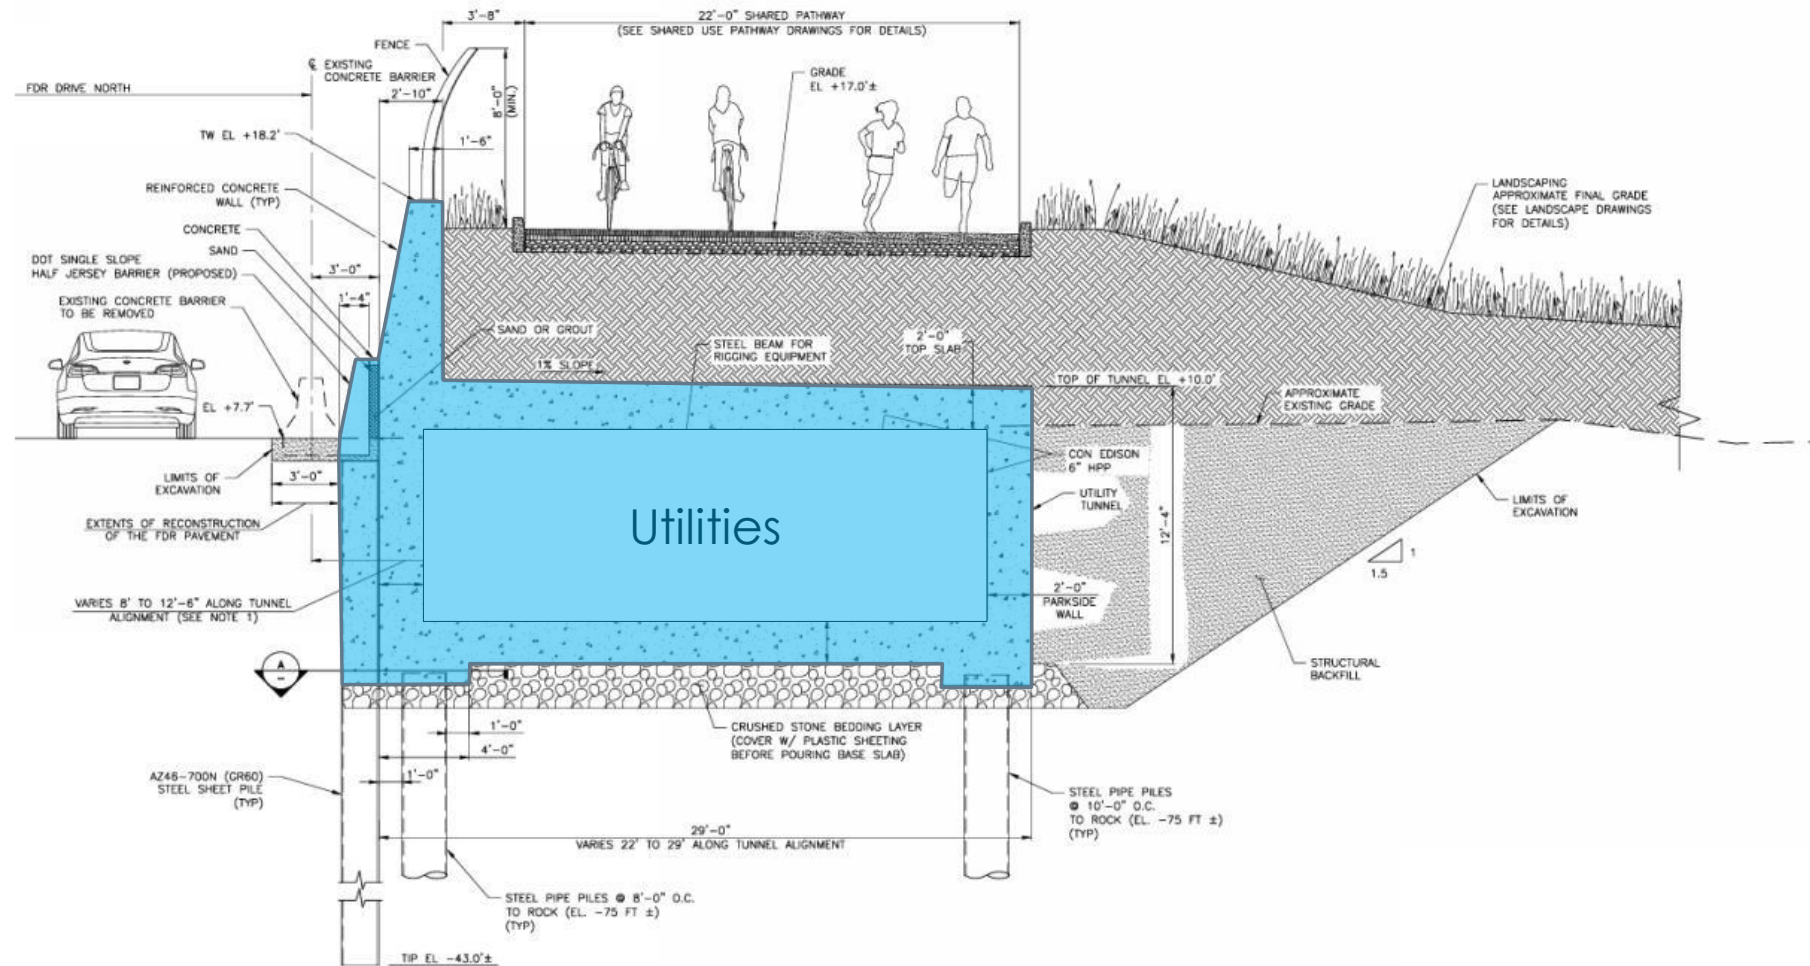 3'-8"
22'-0" SHARED PATHWAY
(SEE SHARED USE PATHWAY DRAWINGS FOR DETAILS)
FENCE
℄ EXISTING
CONCRETE BARRIER
FDR DRIVE NORTH
2'-10"
8'-0"
(MIN.)
GRADE
EL +17.0'±
TW EL +18.2'
1'-6"
REINFORCED CONCRETE
WALL (TYP)
LANDSCAPING
APPROXIMATE FINAL GRADE
(SEE LANDSCAPE DRAWINGS
FOR DETAILS)
CONCRETE
SAND
DOT SINGLE SLOPE
HALF JERSEY BARRIER (PROPOSED)
3'-0"
1'-4"
EXISTING CONCRETE BARRIER
TO BE REMOVED
SAND OR GROUT
STEEL BEAM FOR
RIGGING EQUIPMENT
2'-0"
TOP SLAB
1% SLOPE
TOP OF TUNNEL EL +10.0'
APPROXIMATE
EXISTING GRADE
EL +7.7'
CON EDISON
6" HPP
LIMITS OF
EXCAVATION
3'-0"
UTILITY
TUNNEL
LIMITS OF
EXCAVATION
EXTENTS OF RECONSTRUCTION
OF THE FDR PAVEMENT
Utilities
12'-4"
1
1.5
VARIES 8' TO 12'-6" ALONG TUNNEL
ALIGNMENT (SEE NOTE 1)
2'-0"
PARKSIDE
WALL
A
–
STRUCTURAL
BACKFILL
1'-0"
4'-0"
1'-0"
CRUSHED STONE BEDDING LAYER
(COVER W/ PLASTIC SHEETING
BEFORE POURING BASE SLAB)
AZ46-700N (GR60)
STEEL SHEET PILE
(TYP)
STEEL PIPE PILES
@ 10'-0" O.C.
TO ROCK (EL. -75 FT ±)
(TYP)
29'-0"
VARIES 22' TO 29' ALONG TUNNEL ALIGNMENT
STEEL PIPE PILES @ 8'-0" O.C.
TO ROCK (EL. -75 FT ±)
(TYP)
TIP EL -43.0'±